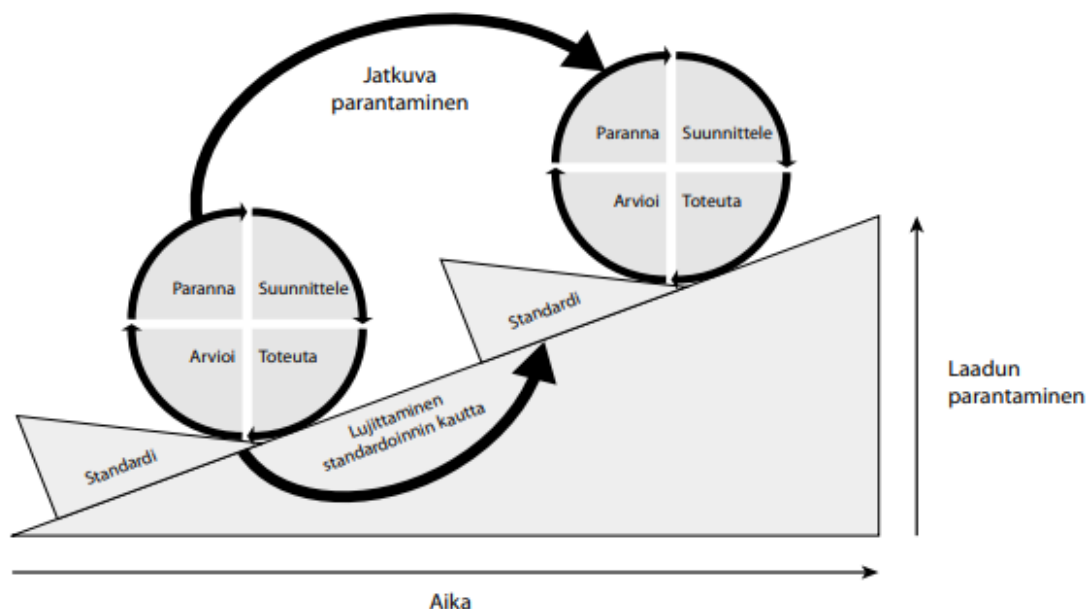 Jatkuva
parantaminen
Paranna
Suunnittele
Arvioi
Toteuta
Paranna
Suunnittele
Arvioi
Toteuta
Standardi
Standardi
Lujittaminen
standardoinnin kautta
Laadun
parantaminen
Aika